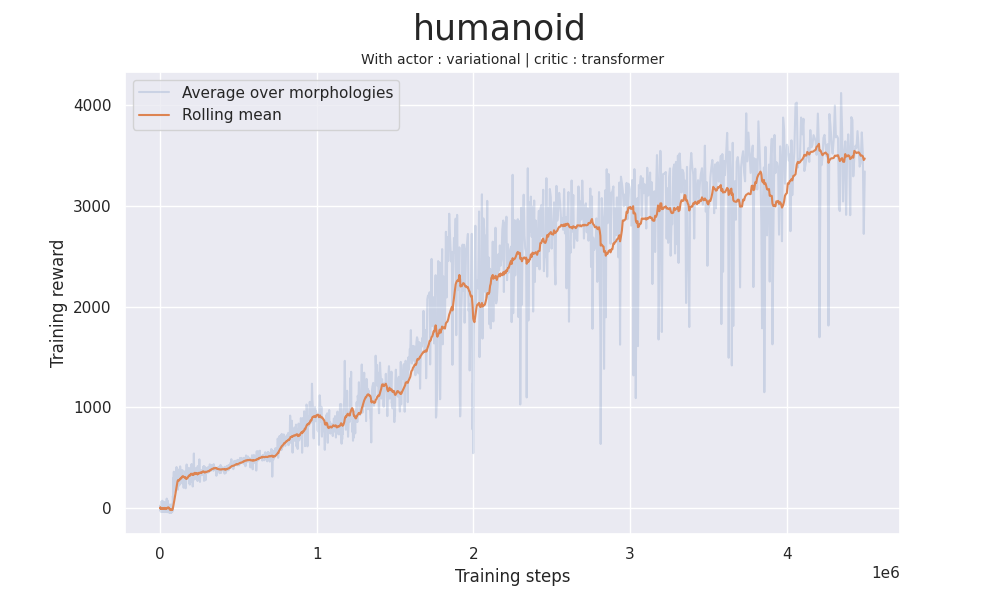 humanoid
With actor : variational | critic : transformer
Average over morphologies
Rolling mean
Training reward
4000
3000
2000
1000
0
0 1 2 3 4
1e6
Training steps